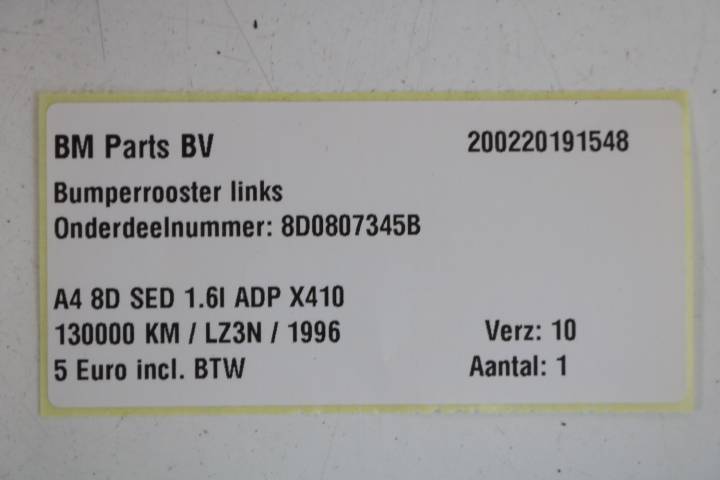 BM Parts BV 200220191548
Bumperrooster links
Onderdeelnummer: 8D0807345B
A4 8D SED 1.6I ADP X410
130000 KM / LZ3N / 1996 Verz: 10
5 Euro incl. BTW Aantal: 1